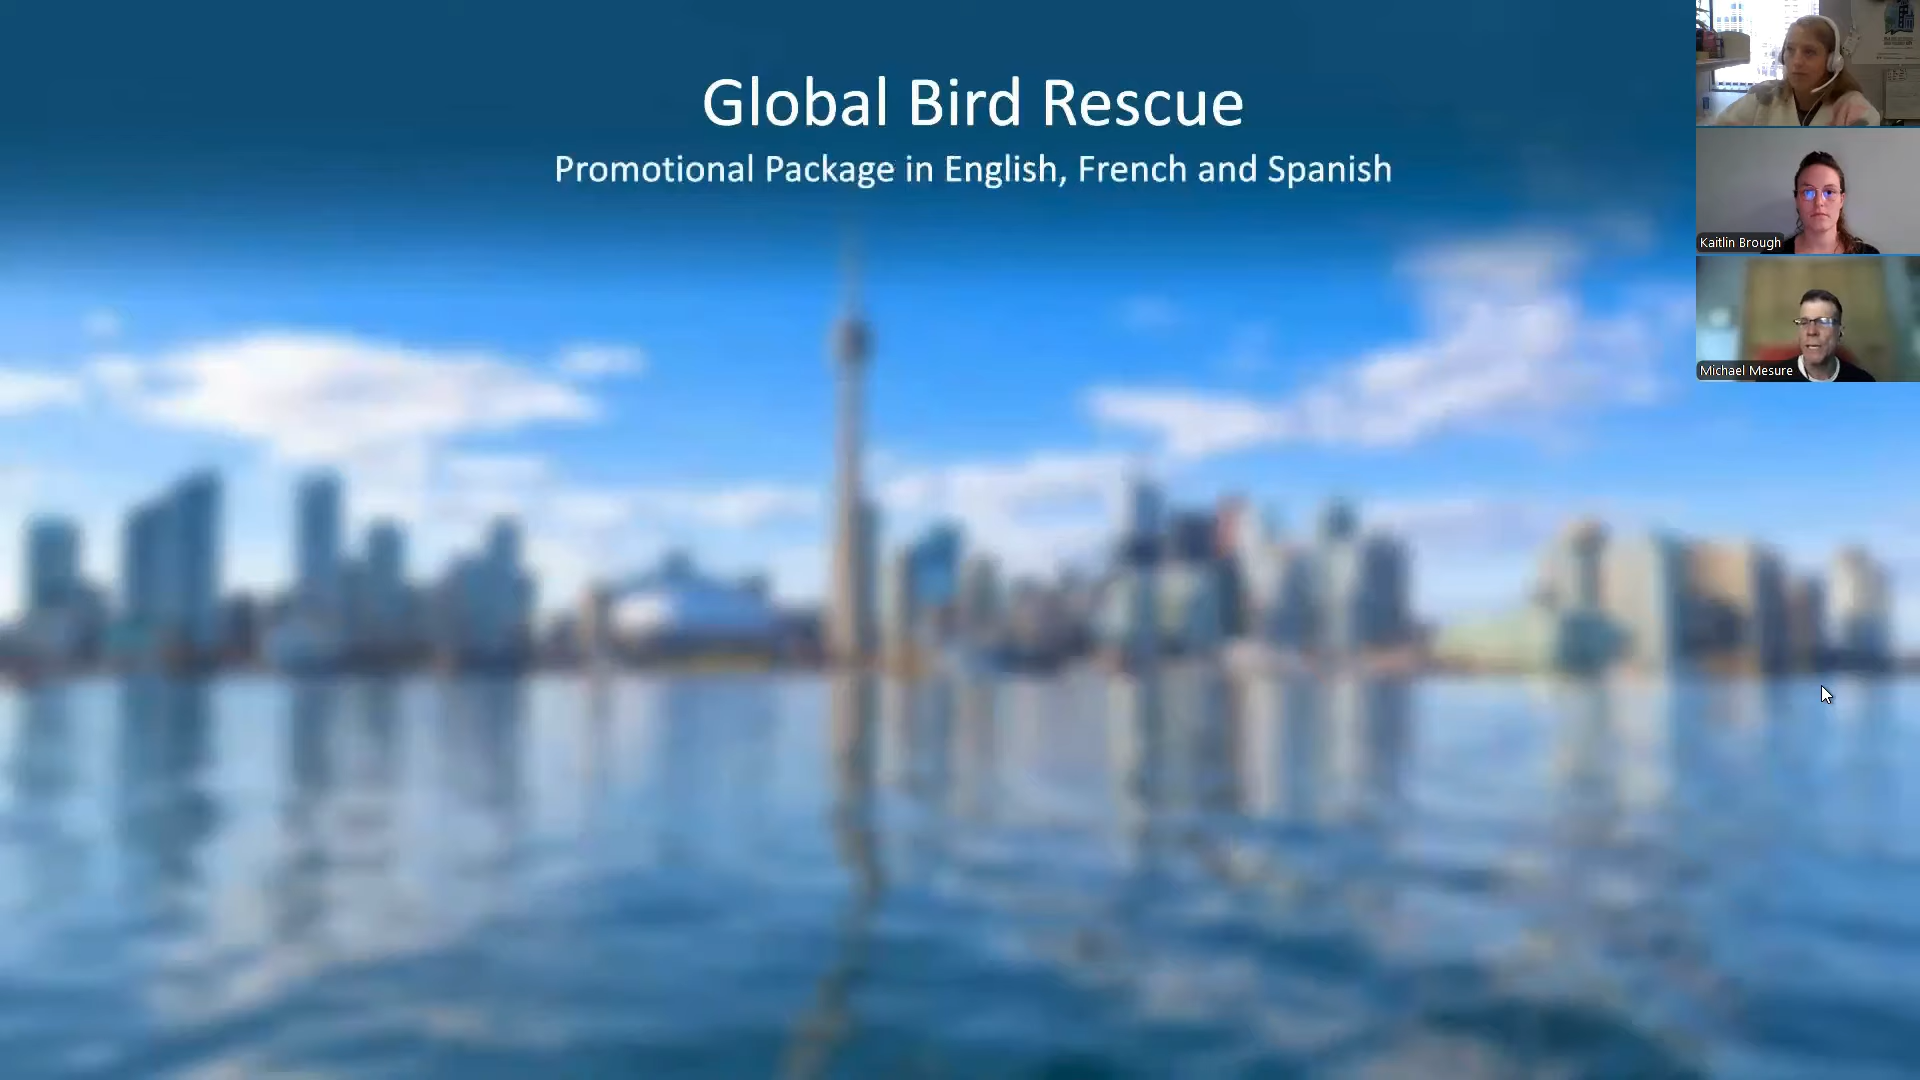 Global Bird Rescue
Promotional Package in English, French and Spanish
Kaitlin Brough
Michael Mesure